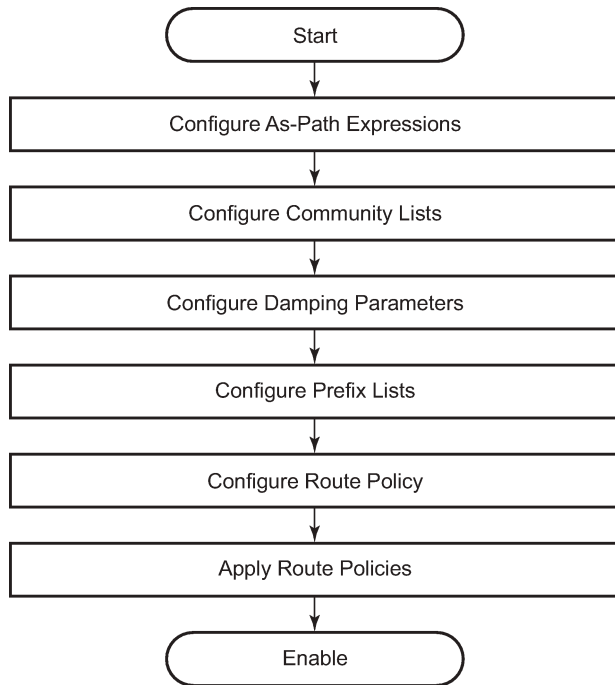 Start
Configure As-Path Expressions
Configure Community Lists
Configure Damping Parameters
Configure Prefix Lists
Configure Route Policy
Apply Route Policies
Enable